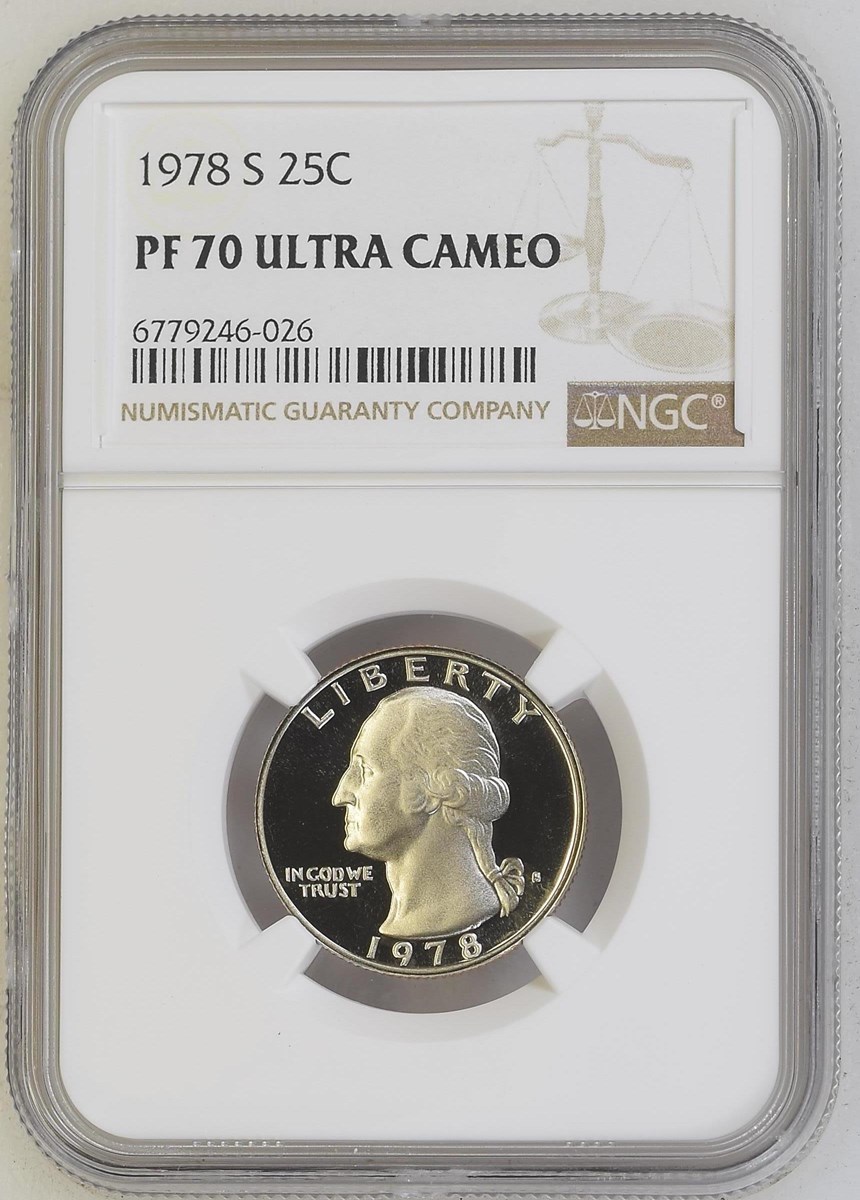 1978 S 25C
PF 70 ULTRA CAMEO
6779246-026
NUMISMATIC GUARANTY COMPANY
NGC®
LIBERTY
IN GOD WE
TRUST
S
1978